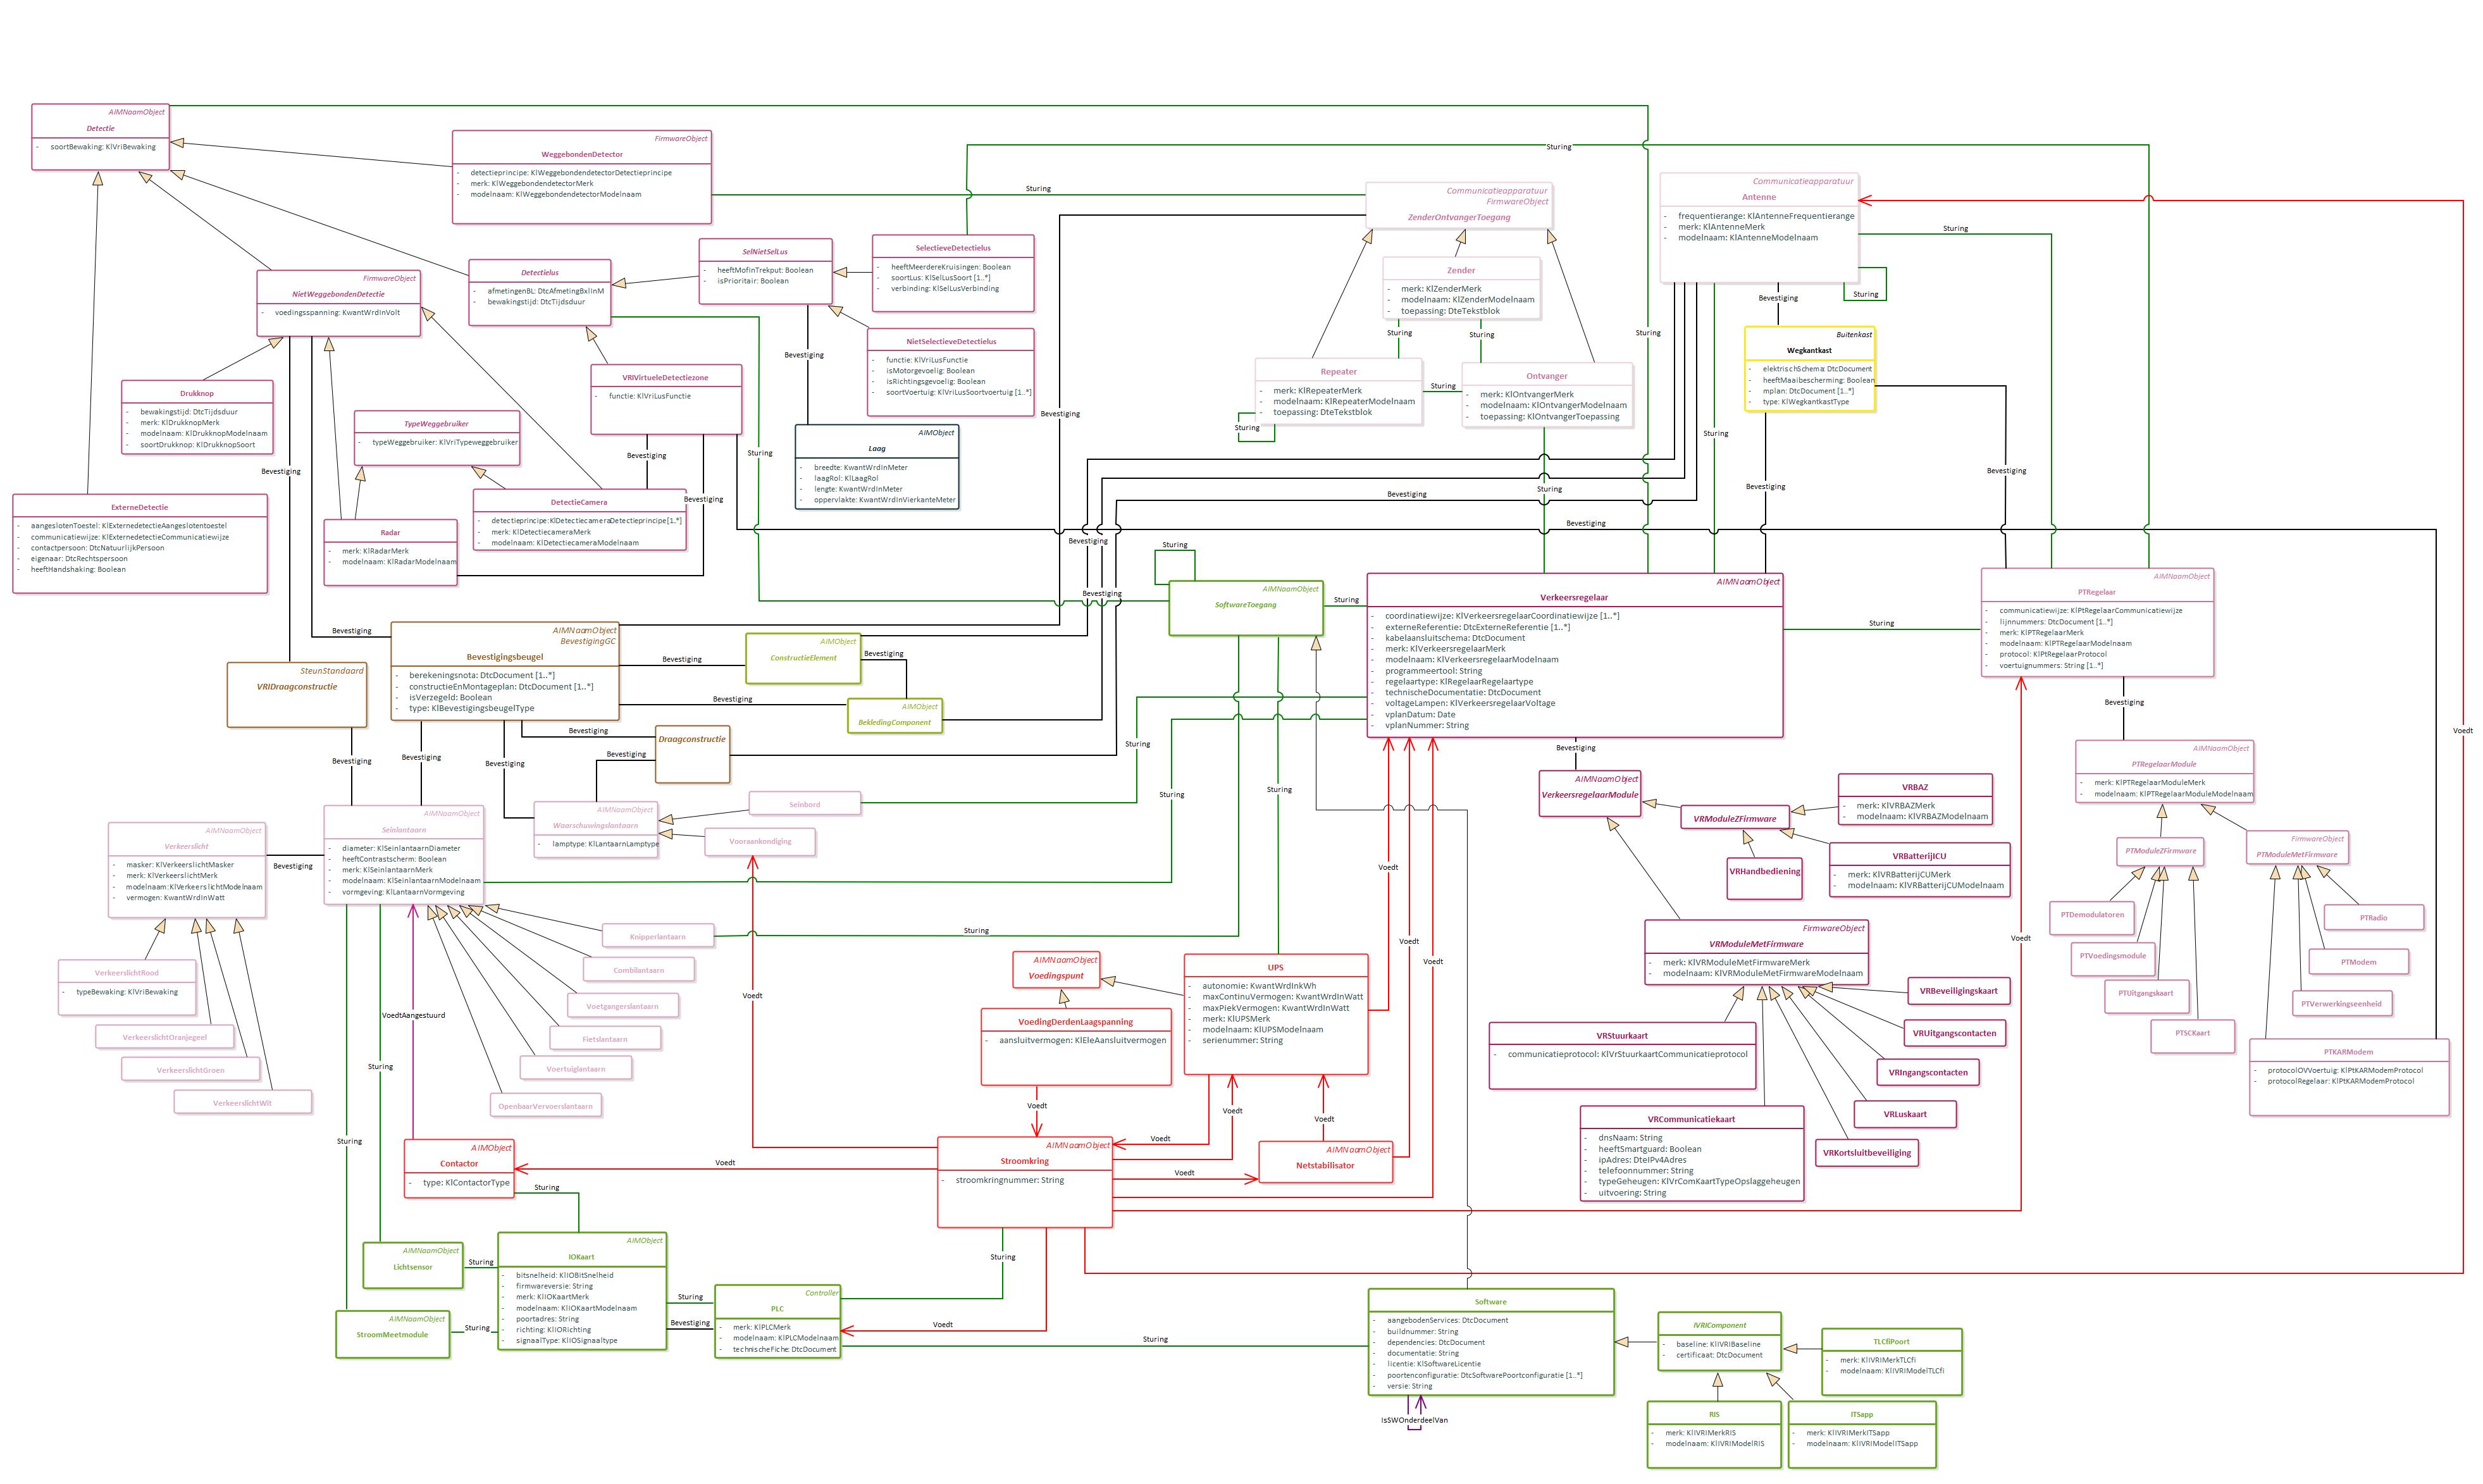 AIMNaamObject
Detectie
- soortBewaking: KlVriBewaking
FirmwareObject
WeggebondenDetector
- detectieprincipe: KlWeggebondendetectorDetectieprincipe
- merk: KlWeggebondendetectorMerk
- modelnaam: KlWeggebondendetectorModelnaam
Sturing
Sturing
Communicatieapparatuur
FirmwareObject
ZenderOntvangerToegang
Communicatieapparatuur
Antenne
- frequentierange: KlAntenneFrequentierange
- merk: KlAntenneMerk
- modelnaam: KlAntenneModelnaam
Sturing
Sturing
Bevestiging
FirmwareObject
NietWeggebondenDetectie
- voedingsspanning: KwantWrdInVolt
Detectielus
- afmetingenBL: DtcAfmetingBxlInM
- bewakingstijd: DtcTijdsduur
SelNietSelLus
- heeftMofInTrekput: Boolean
- isPrioritair: Boolean
SelectieveDetectielus
- heeftMeerdereKruisingen: Boolean
- soortLus: KlSelLusSoort [1..*]
- verbinding: KlSelLusVerbinding
Zender
- merk: KlZenderMerk
- modelnaam: KlZenderModelnaam
- toepassing: DteTekstblok
Sturing
Sturing
Sturing
Buitenkast
Wegkantkast
- elektrischSchema: DtcDocument
- heeftMaaibescherming: Boolean
- mplan: DtcDocument [1..*]
- type: KlWegkantkastType
NietSelectieveDetectielus
- functie: KlVriLusFunctie
- isMotorgevoelig: Boolean
- isRichtingsgevoelig: Boolean
- soortVoertuig: KlVriLusSoortvoertuig [1..*]
Bevestiging
Drukknop
- bewakingstijd: DtcTijdsduur
- merk: KlDrukknopMerk
- modelnaam: KlDrukknopModelnaam
- soortDrukknop: KlDrukknopSoort
VRIVirtueleDetectiezone
- functie: KlVriLusFunctie
Repeater
- merk: KlRepeaterMerk
- modelnaam: KlRepeaterModelnaam
- toepassing: DteTekstblok
Sturing
Sturing
Ontvanger
- merk: KlOntvangerMerk
- modelnaam: KlOntvangerModelnaam
- toepassing: KlOntvangerToepassing
Bevestiging
Sturing
TypeWeggebruiker
- typeWeggebruiker: KlVriTypeweggebruiker
Bevestiging
Sturing
AIMObject
Laag
- breedte: KwantWrdInMeter
- laagRol: KlLaagRol
- lengte: KwantWrdInMeter
- oppervlakte: KwantWrdInVierkanteMeter
Bevestiging
Bevestiging
Bevestiging
Sturing
Bevestiging
Bevestiging
ExterneDetectie
- aangeslotenToestel: KlExternedetectieAangeslotentoestel
- communicatiewijze: KlExternedetectieCommunicatiewijze
- contactpersoon: DtcNatuurlijkPersoon
- eigenaar: DtcRechtspersoon
- heeftHandshaking: Boolean
Radar
- merk: KlRadarMerk
- modelnaam: KlRadarModelnaam
DetectieCamera
- detectieprincipe:KlDetectiecameraDetectieprincipe[1..*]
- merk: KlDetectiecameraMerk
- modelnaam: KlDetectiecameraModelnaam
Bevestiging
Bevestiging
Sturing
Bevestiging
AIMNaamObject
SoftwareToegang
Sturing
AIMNaamObject
Verkeersregelaar
- coordinatiewijze: KlVerkeersregelaarCoordinatiewijze [1..*]
- externeReferentie: DtcExterneReferentie [1..*]
- kabelaansluitschema: DtcDocument
- merk: KlVerkeersregelaarMerk
- modelnaam: KlVerkeersregelaarModelnaam
- programmeertool: String
- regelaartype: KlRegelaarRegelaartype
- technischeDocumentatie: DtcDocument
- voltageLampen: KlVerkeersregelaarVoltage
- vplanDatum: Date
- vplanNummer: String
Sturing
AIMNaamObject
PTRegelaar
- communicatiewijze: KlPtRegelaarCommunicatiewijze
- lijnnummers: DtcDocument [1..*]
- merk: KlPTRegelaarMerk
- modelnaam: KlPTRegelaarModelnaam
- protocol: KlPtRegelaarProtocol
- voertuignummers: String [1..*]
Bevestiging
AIMNaamObject
BevestigingGC
Bevestigingsbeugel
- berekeningsnota: DtcDocument [1..*]
- constructieEnMontageplan: DtcDocument [1..*]
- isVerzegeld: Boolean
- type: KlBevestigingsbeugelType
Bevestiging
AIMObject
ConstructieElement
Bevestiging
Bevestiging
AIMObject
BekledingComponent
SteunStandaard
VRIDraagconstructie
Bevestiging
Draagconstructie
Bevestiging
Bevestiging
Bevestiging
Bevestiging
Sturing
Bevestiging
Bevestiging
Voedt
Sturing
Sturing
AIMNaamObject
VerkeersregelaarModule
VRModuleZFirmware
VRBAZ
- merk: KlVRBAZMerk
- modelnaam: KlVRBAZModelnaam
VRHandbediening
VRBatterijICU
- merk: KlVRBatterijCUMerk
- modelnaam: KlVRBatterijCUModelnaam
AIMNaamObject
PTRegelaarModule
- merk: KlPTRegelaarModuleMerk
- modelnaam: KlPTRegelaarModuleModelnaam
PTModuleZFirmware
FirmwareObject
PTModuleMetFirmware
AIMNaamObject
Verkeerslicht
- masker: KlVerkeerslichtMasker
- merk: KlVerkeerslichtMerk
- modelnaam: KlVerkeerslichtModelnaam
- vermogen: KwantWrdInWatt
Bevestiging
AIMNaamObject
Seinlantaarn
- diameter: KlSeinlantaarnDiameter
- heeftContrastscherm: Boolean
- merk: KlSeinlantaarnMerk
- modelnaam: KlSeinlantaarnModelnaam
- vormgeving: KlLantaarnVormgeving
AIMNaamObject
Waarschuwingslantaarn
- lamptype: KlLantaarnLamptype
Seinbord
Vooraankondiging
Voedt
Knipperlantaarn
Sturing
Combilantaarn
Voetgangerslantaarn
Fietslantaarn
Voertuiglantaarn
OpenbaarVervoerslantaarn
VerkeerslichtRood
- typeBewaking: KlVriBewaking
VerkeerslichtOranjegeel
VerkeerslichtGroen
VerkeerslichtWit
VoedtAangestuurd
Voedt
Sturing
Sturing
AIMNaamObject
Voedingspunt
VoedingDerdenLaagspanning
- aansluitvermogen: KlEleAansluitvermogen
UPS
- autonomie: KwantWrdInkWh
- maxContinuVermogen: KwantWrdInWatt
- maxPiekVermogen: KwantWrdInWatt
- merk: KlUPSMerk
- modelnaam: KlUPSModelnaam
- serienummer: String
Voedt
Voedt
Voedt
FirmwareObject
VRModuleMetFirmware
- merk: KlVRModuleMetFirmwareMerk
- modelnaam: KlVRModuleMetFirmwareModelnaam
VRBeveiligingskaart
VRUitgangscontacten
VRIngangscontacten
VRLuskaart
VRKortsluitbeveiliging
VRStuurkaart
- communicatieprotocol: KlVrStuurkaartCommunicatieprotocol
VRCommunicatiekaart
- dnsNaam: String
- heeftSmartguard: Boolean
- ipAdres: DteIPv4Adres
- telefoonnummer: String
- typeGeheugen: KlVrComKaartTypeOpslaggeheugen
- uitvoering: String
PTDemodulatoren
PTVoedingsmodule
PTUitgangskaart
PTSCKaart
PTRadio
PTModem
PTVerwerkingseenheid
Voedt
PTKARModem
- protocolOVVoertuig: KlPtKARModemProtocol
- protocolRegelaar: KlPtKARModemProtocol
Voedt
Voedt
Voedt
Voedt
AIMObject
Contactor
- type: KlContactorType
Voedt
Sturing
AIMNaamObject
Stroomkring
- stroomkringnummer: String
Voedt
AIMNaamObject
Netstabilisator
AIMNaamObject
Lichtsensor
Sturing
AIMObject
IOKaart
- bitsnelheid: KlIOBitSnelheid
- firmwareversie: String
- merk: KlIOKaartMerk
- modelnaam: KlIOKaartModelnaam
- poortadres: String
- richting: KlIORichting
- signaalType: KlIOSignaaltype
AIMNaamObject
StroomMeetmodule
Sturing
Sturing
Bevestiging
Controller
PLC
- merk: KlPLCMerk
- modelnaam: KlPLCModelnaam
- technischeFiche: DtcDocument
Sturing
Voedt
Sturing
Software
- aangebodenServices: DtcDocument
- buildnummer: String
- dependencies: DtcDocument
- documentatie: String
- licentie: KlSoftwareLicentie
- poortenconfiguratie: DtcSoftwarePoortconfiguratie [1..*]
- versie: String
IsSWOnderdeelVan
IVRIComponent
- baseline: KlIVRIBaseline
- certificaat: DtcDocument
TLCfiPoort
- merk: KlIVRIMerkTLCfi
- modelnaam: KlIVRIModelTLCfi
RIS
- merk: KlIVRIMerkRIS
- modelnaam: KlIVRIModelRIS
ITSapp
- merk: KlIVRIMerkITSapp
- modelnaam: KlIVRIModelITSapp